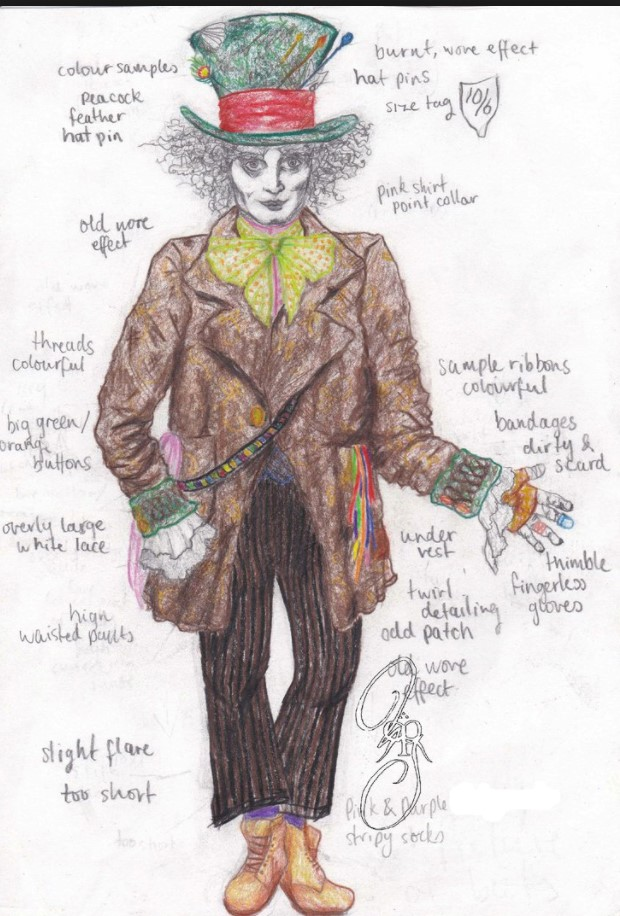 burnt, wore effect
colour samples
hat pins
peacock
feather
hat pin
size tag
10/6
pink shirt
point collar
old wore
effect
threads
colourful
sample ribbons
colourful
big green/
orange
buttons
bandages
dirty &
scard
overly large
white lace
under
vest
thimble
fingerless
gloves
high
waisted pants
twirl
detailing
odd patch
old wore
effect
slight flare
too short
Pink & Purple
stripy socks